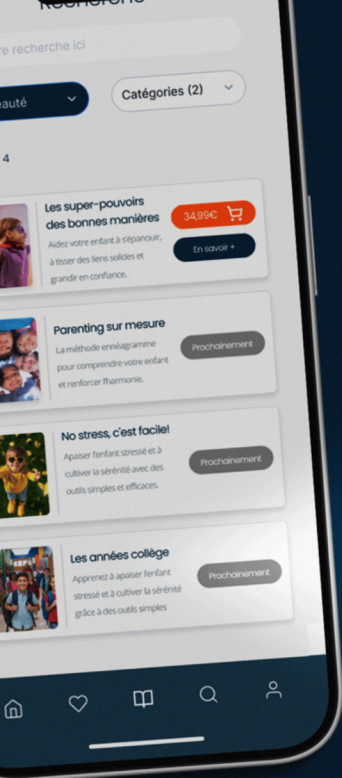 Recherche
re recherche ici
eauté
Catégories (2)
4
Les super-pouvoirs
des bonnes manières
Aidez votre enfant à s'épanouir,
à tisser des liens solides et
grandir en confiance.
34,99€
En savoir +
Parenting sur mesure
La méthode ennéagramme
pour comprendre votre enfant
et renforcer l'harmonie.
Prochainement
No stress, c'est facile!
Apaiser l'enfant stressé et à
cultiver la sérénité avec des
outils simples et efficaces.
Prochainement
Les années collège
Apprenez à apaiser l'enfant
stressé et à cultiver la sérénité
grâce à des outils simples
Prochainement